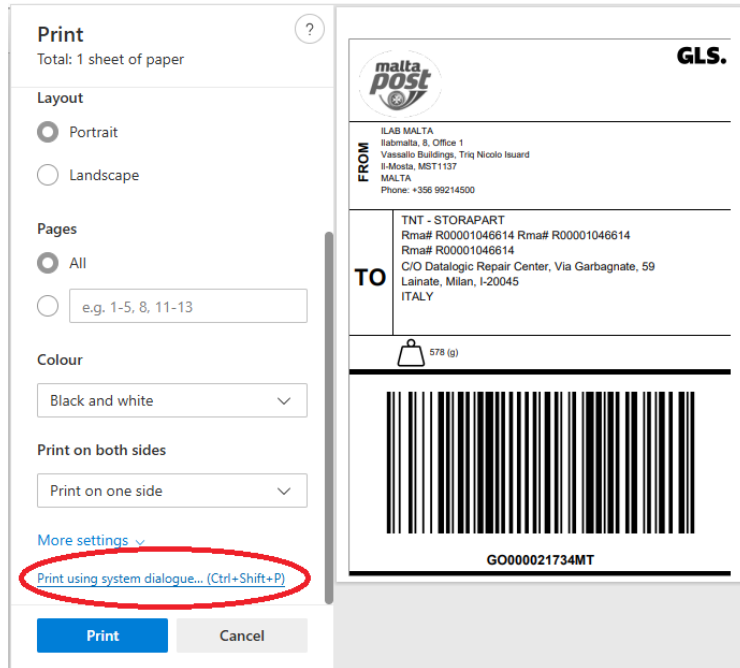 Print
?
Total: 1 sheet of paper
Layout
Portrait
Landscape
Pages
All
e.g. 1-5, 8, 11-13
Colour
Black and white
Print on both sides
Print on one side
More settings
Print using system dialogue... (Ctrl+Shift+P)
Print
Cancel
malta
post
GLS.
FROM
ILAB MALTA
Ilabmalta, 8, Office 1
Vassallo Buildings, Triq Nicolo Isuard
Il-Mosta, MST1137
MALTA
Phone: +356 99214500
TO
TNT - STORAPART
Rma# R00001046614 Rma# R00001046614
Rma# R00001046614
C/O Datalogic Repair Center, Via Garbagnate, 59
Lainate, Milan, I-20045
ITALY
578 (g)
GO000021734MT